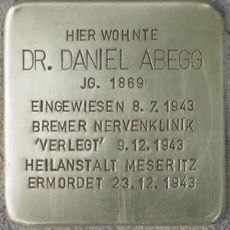 HIER WOHNTE
DR. DANIEL ABEGG
JG. 1869
EINGEWIESEN 8.7.1943
BREMER NERVENKLINIK
'VERLEGT' 9.12.1943
HEILANSTALT MESERITZ
ERMORDET 23.12.1943